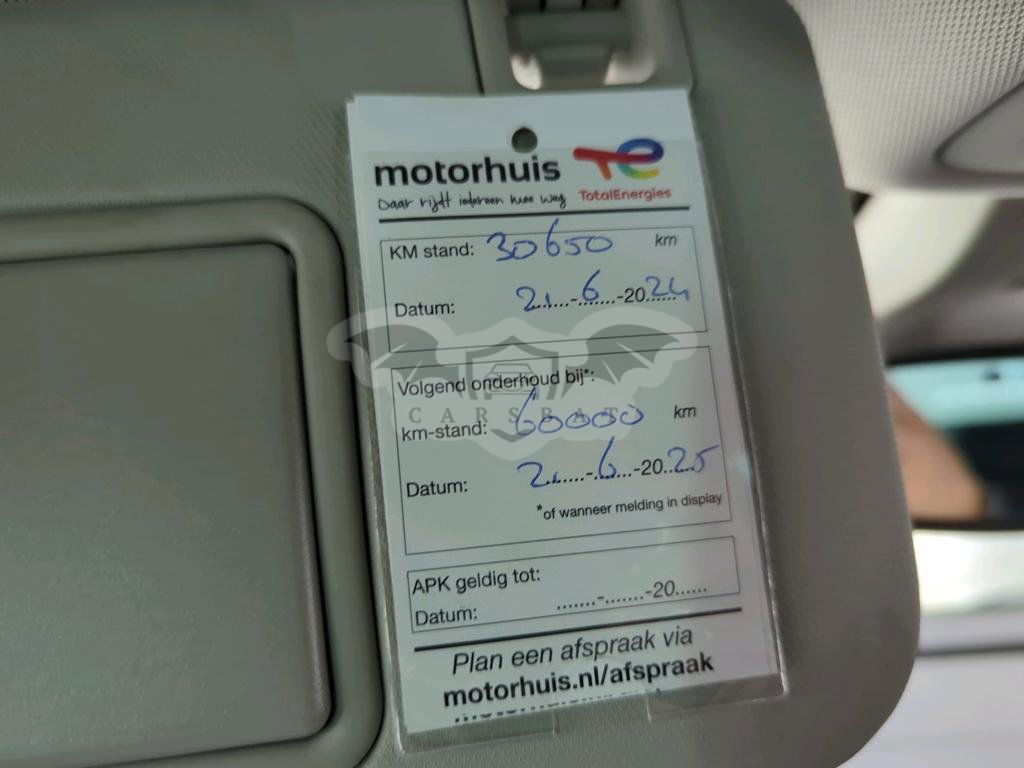 motorhuis
TotalEnergies
Daar rijdt iedereen mee weg
KM stand: 30650 km
Datum: 21-6-2024
CARSBAT
Volgend onderhoud bij*:
km-stand: 60000 km
Datum: 21-6-2025
*of wanneer melding in display
APK geldig tot:
Datum: .......-.......-20......
Plan een afspraak via
motorhuis.nl/afspraak